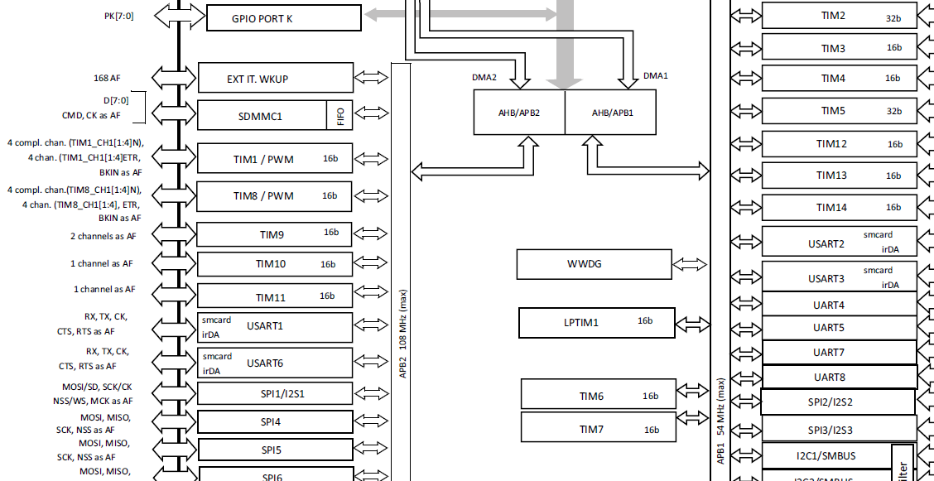 PK[7:0]
GPIO PORT K
168 AF
EXT IT. WKUP
D[7:0]
CMD, CK as AF
SDMMC1
FIFO
4 compl. chan. (TIM1_CH1[1:4]N),
4 chan. (TIM1_CH1[1:4]ETR,
BKIN as AF
TIM1 / PWM 16b
4 compl. chan.(TIM8_CH1[1:4]N),
4 chan. (TIM8_CH1[1:4], ETR,
BKIN as AF
TIM8 / PWM 16b
2 channels as AF
TIM9 16b
1 channel as AF
TIM10 16b
1 channel as AF
TIM11 16b
RX, TX, CK,
CTS, RTS as AF
smcard
irDA
USART1
RX, TX, CK,
CTS, RTS as AF
smcard
irDA
USART6
MOSI/SD, SCK/CK
NSS/WS, MCK as AF
SPI1/I2S1
MOSI, MISO,
SCK, NSS as AF
SPI4
MOSI, MISO,
SCK, NSS as AF
SPI5
MOSI, MISO,
SPI6
APB2 108 MHz (max)
DMA2
DMA1
AHB/APB2
AHB/APB1
WWDG
LPTIM1 16b
TIM6 16b
TIM7 16b
APB1 54 MHz (max)
TIM2 32b
TIM3 16b
TIM4 16b
TIM5 32b
TIM12 16b
TIM13 16b
TIM14 16b
USART2
smcard
irDA
USART3
smcard
irDA
UART4
UART5
UART7
UART8
SPI2/I2S2
SPI3/I2S3
I2C1/SMBUS